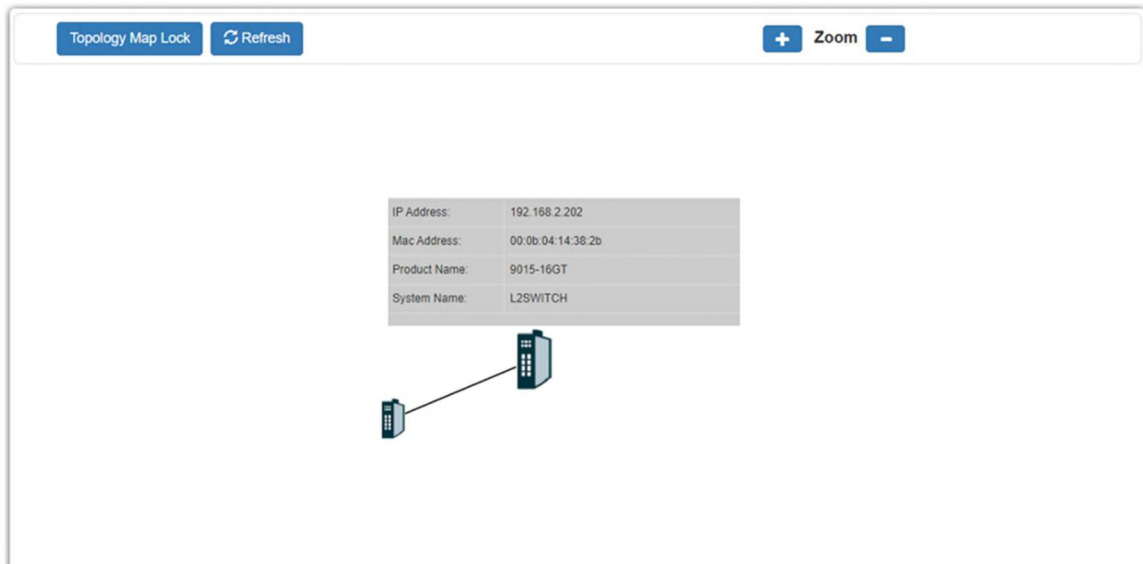 Topology Map Lock Refresh + Zoom −
IP Address: 192.168.2.202
Mac Address: 00:0b:04:14:38:2b
Product Name: 9015-16GT
System Name: L2SWITCH